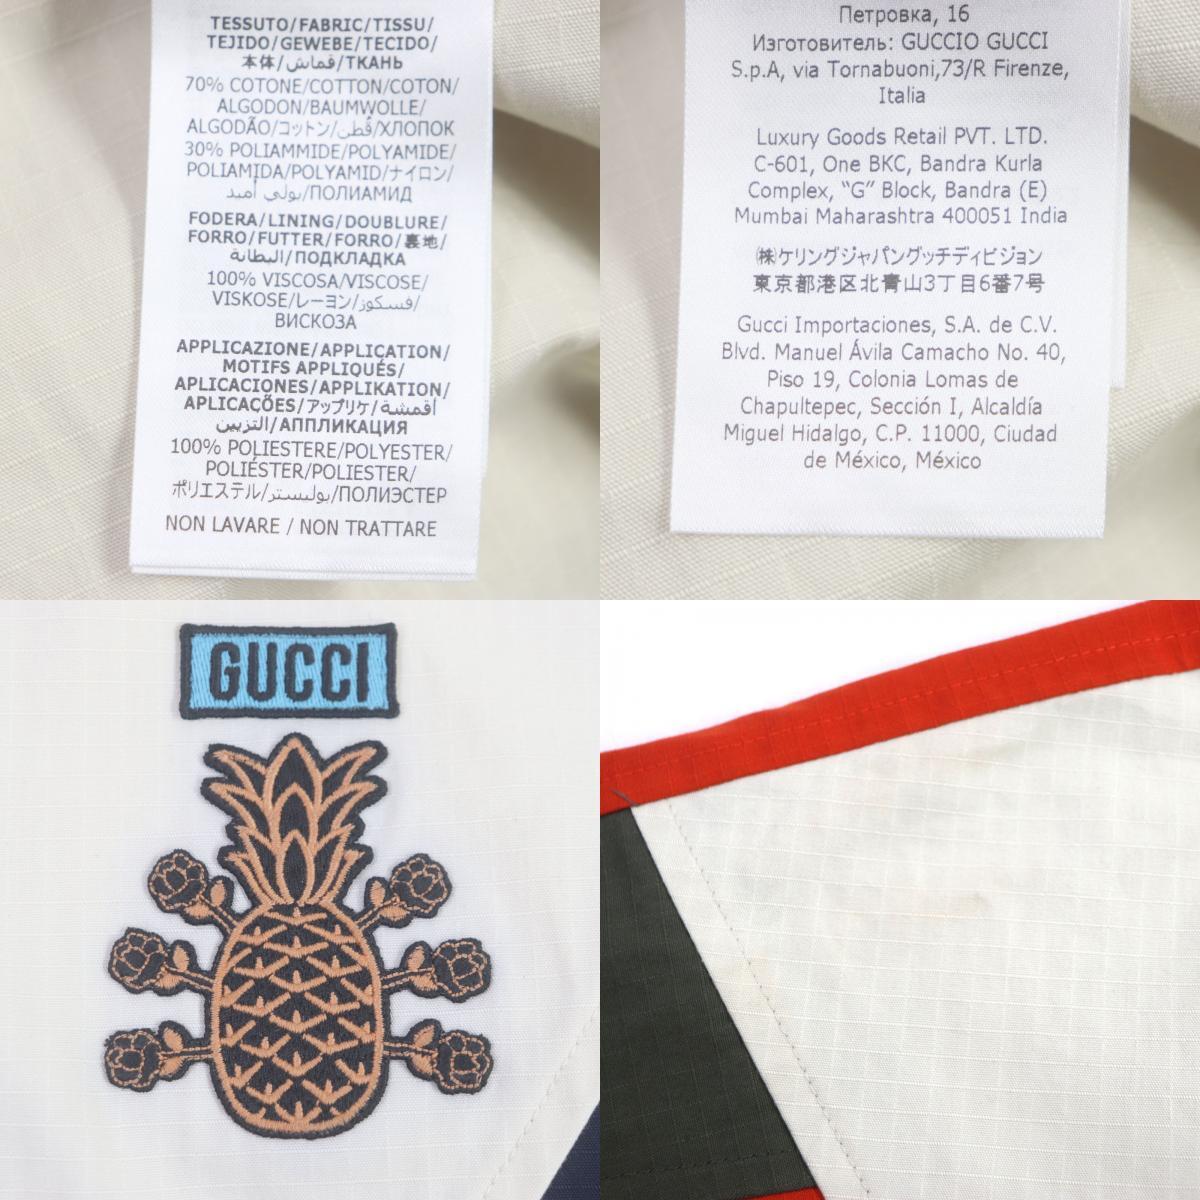 TESSUTO/FABRIC/TISSU/
TEJIDO/GEWEBE/TECIDO/
本体/قماش/ТКАНЬ
70% COTONE/COTTON/COTON/
ALGODON/BAUMWOLLE/
ALGODÃO/コットン/قُطن/ХЛОПОК
30% POLIAMMIDE/POLYAMIDE/
POLIAMIDA/POLYAMID/ナイロン/
بولي أميد/ПОЛИАМИД
FODERA/LINING/DOUBLURE/
FORRO/FUTTER/FORRO/裏地/
البطانة/ПОДКЛАДКА
100% VISCOSA/VISCOSE/
VISKOSE/レーヨン/فسكوز/
ВИСКОЗА
APPLICAZIONE/APPLICATION/
MOTIFS APPLIQUÉS/
APLICACIONES/APPLIKATION/
APLICAÇÕES/アップリケ/أقمشة
التزيين/АППЛИКАЦИЯ
100% POLIESTERE/POLYESTER/
POLIÉSTER/POLIESTER/
ポリエステル/بوليستر/ПОЛИЭСТЕР
NON LAVARE / NON TRATTARE
Петровка, 16
Изготовитель: GUCCIO GUCCI
S.p.A, via Tornabuoni,73/R Firenze,
Italia
Luxury Goods Retail PVT. LTD.
C-601, One BKC, Bandra Kurla
Complex, “G” Block, Bandra (E)
Mumbai Maharashtra 400051 India
㈱ケリングジャパングッチディビジョン
東京都港区北青山3丁目6番7号
Gucci Importaciones, S.A. de C.V.
Blvd. Manuel Ávila Camacho No. 40,
Piso 19, Colonia Lomas de
Chapultepec, Sección I, Alcaldía
Miguel Hidalgo, C.P. 11000, Ciudad
de México, México
GUCCI